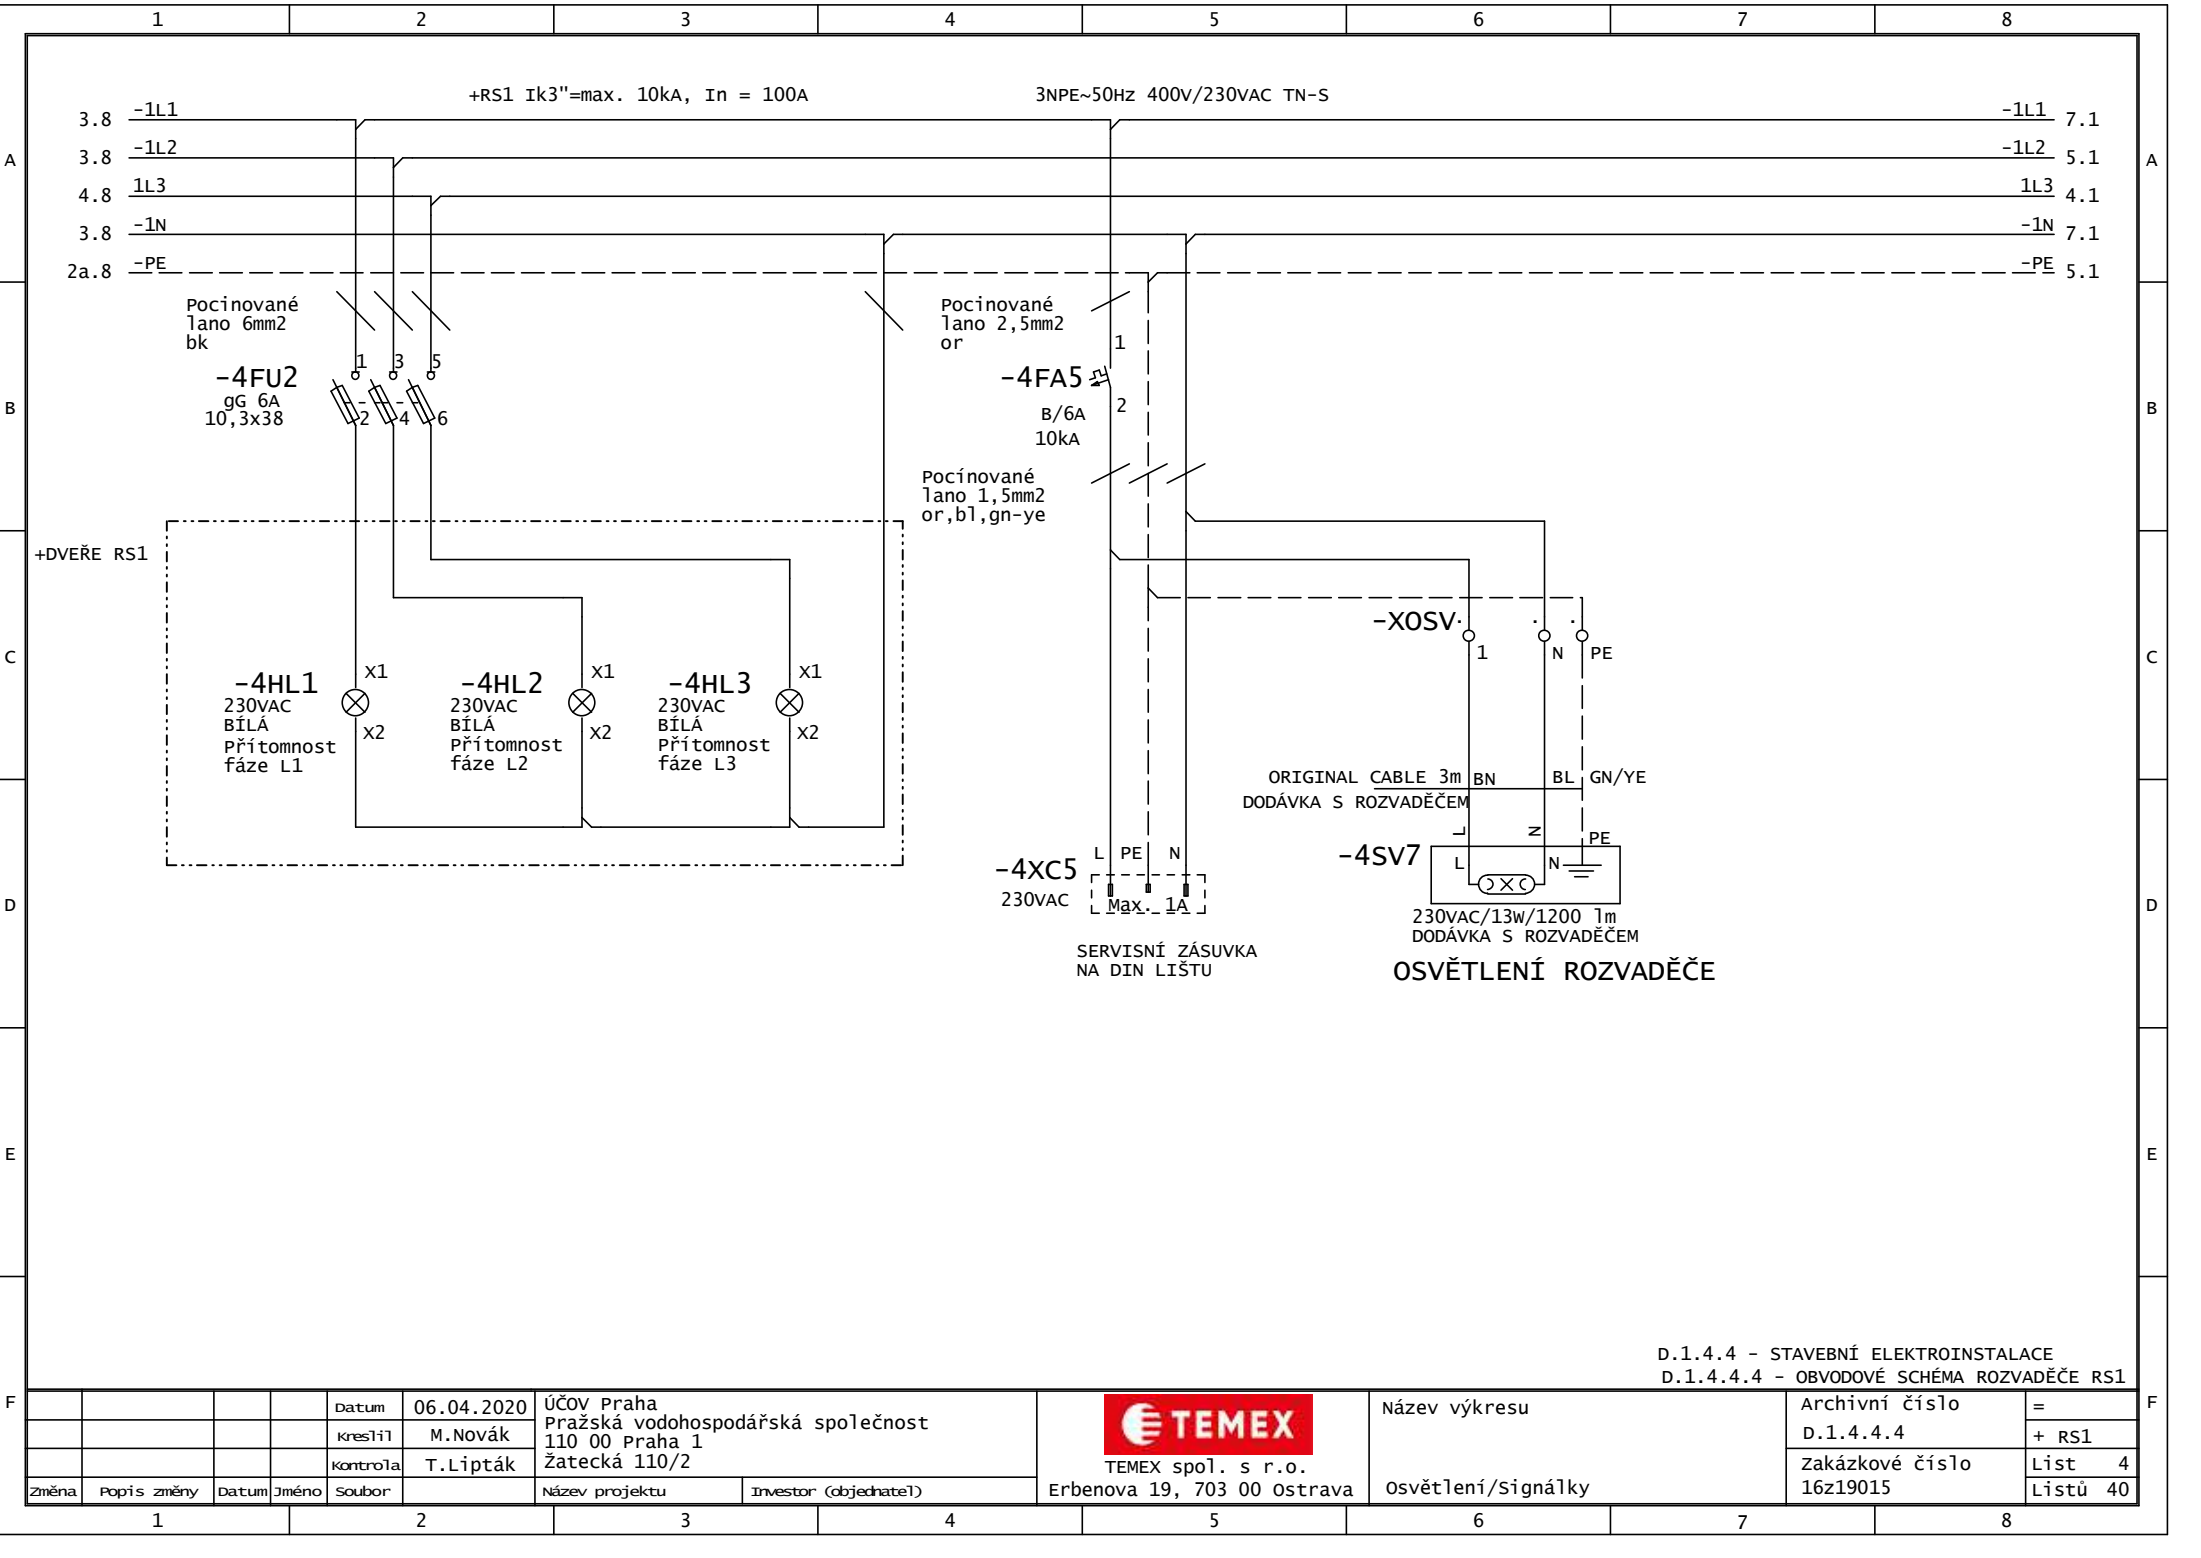 1 2 3 4 5 6 7 8
+RS1 Ik3"=max. 10kA, In = 100A
3NPE~50Hz 400V/230VAC TN-S
3.8 -1L1
-1L1 7.1
A
3.8 -1L2
-1L2 5.1
A
4.8 1L3
1L3 4.1
3.8 -1N
-1N 7.1
2a.8 -PE
-PE 5.1
Pocinované
lano 6mm2
bk
Pocinované
lano 2,5mm2
or
1 3 5
-4FU2
gG 6A
10,3x38
2 4 6
1
-4FA5
2
B/6A
10kA
B
B
Pocínované
lano 1,5mm2
or,bl,gn-ye
+DVEŘE RS1
-XOSV
1 N PE
C
C
-4HL1
230VAC
BÍLÁ
Přítomnost
fáze L1
X1
X2
-4HL2
230VAC
BÍLÁ
Přítomnost
fáze L2
X1
X2
-4HL3
230VAC
BÍLÁ
Přítomnost
fáze L3
X1
X2
ORIGINAL CABLE 3m BN BL GN/YE
DODÁVKA S ROZVADĚČEM
L N PE
-4SV7
L N
L PE N
-4XC5
230VAC
Max. 1A
D
D
230VAC/13W/1200 lm
DODÁVKA S ROZVADĚČEM
SERVISNÍ ZÁSUVKA
NA DIN LIŠTU
OSVĚTLENÍ ROZVADĚČE
E
E
D.1.4.4 - STAVEBNÍ ELEKTROINSTALACE
D.1.4.4.4 - OBVODOVÉ SCHÉMA ROZVADĚČE RS1
F
F
Datum 06.04.2020
Kreslil M.Novák
Kontrola T.Lipták
Změna Popis změny Datum Jméno Soubor
ÚČOV Praha
Pražská vodohospodářská společnost
110 00 Praha 1
Žatecká 110/2
Název projektu
Investor (objednatel)
TEMEX
TEMEX spol. s r.o.
Erbenova 19, 703 00 Ostrava
Název výkresu
Osvětlení/Signálky
Archivní číslo
D.1.4.4.4
Zakázkové číslo
16z19015
=
+ RS1
List 4
Listů 40
1 2 3 4 5 6 7 8